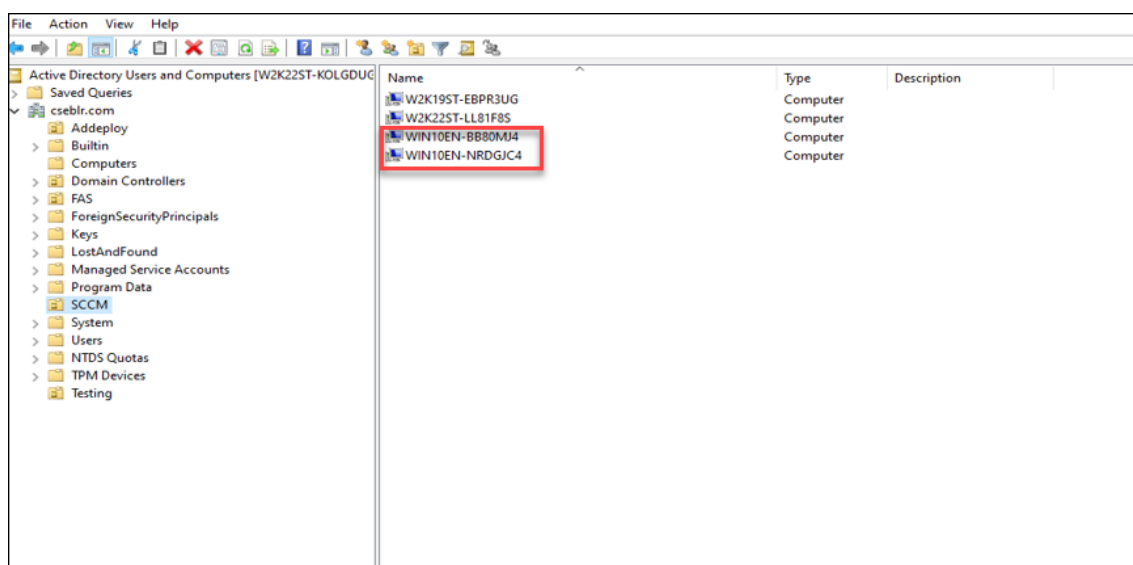 File Action View Help
Active Directory Users and Computers [W2K22ST-KOLGDUG
Saved Queries
cseblr.com
Addeploy
Builtin
Computers
Domain Controllers
FAS
ForeignSecurityPrincipals
Keys
LostAndFound
Managed Service Accounts
Program Data
SCCM
System
Users
NTDS Quotas
TPM Devices
Testing
Name Type Description
W2K19ST-EBPR3UG Computer
W2K22ST-LL81F8S Computer
WIN10EN-BB80MJ4 Computer
WIN10EN-NRDGJC4 Computer